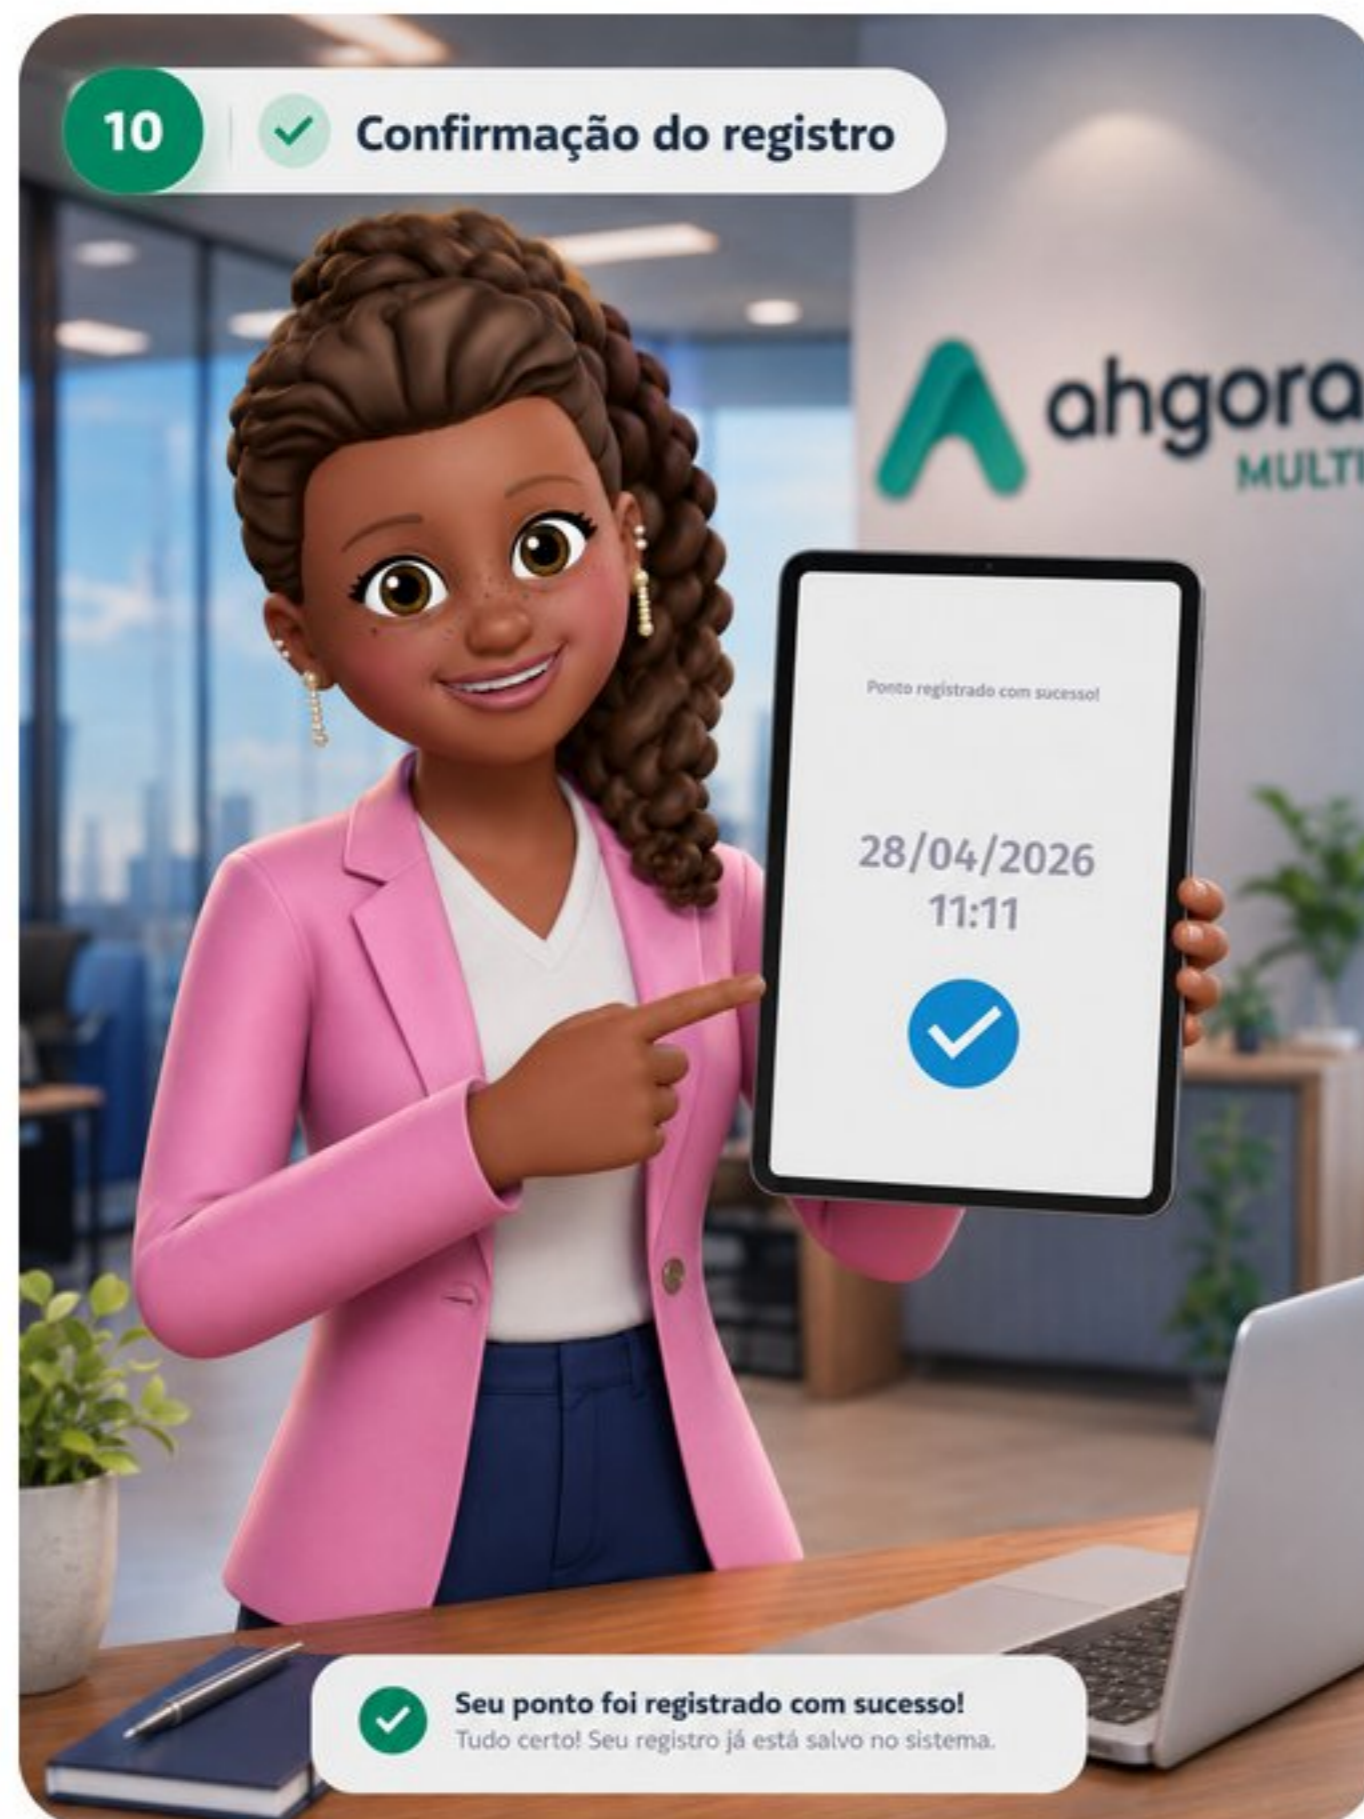 10
Confirmação do registro
ahgora
MULTI
Ponto registrado com sucesso!
28/04/2026
11:11
Seu ponto foi registrado com sucesso!
Tudo certo! Seu registro já está salvo no sistema.